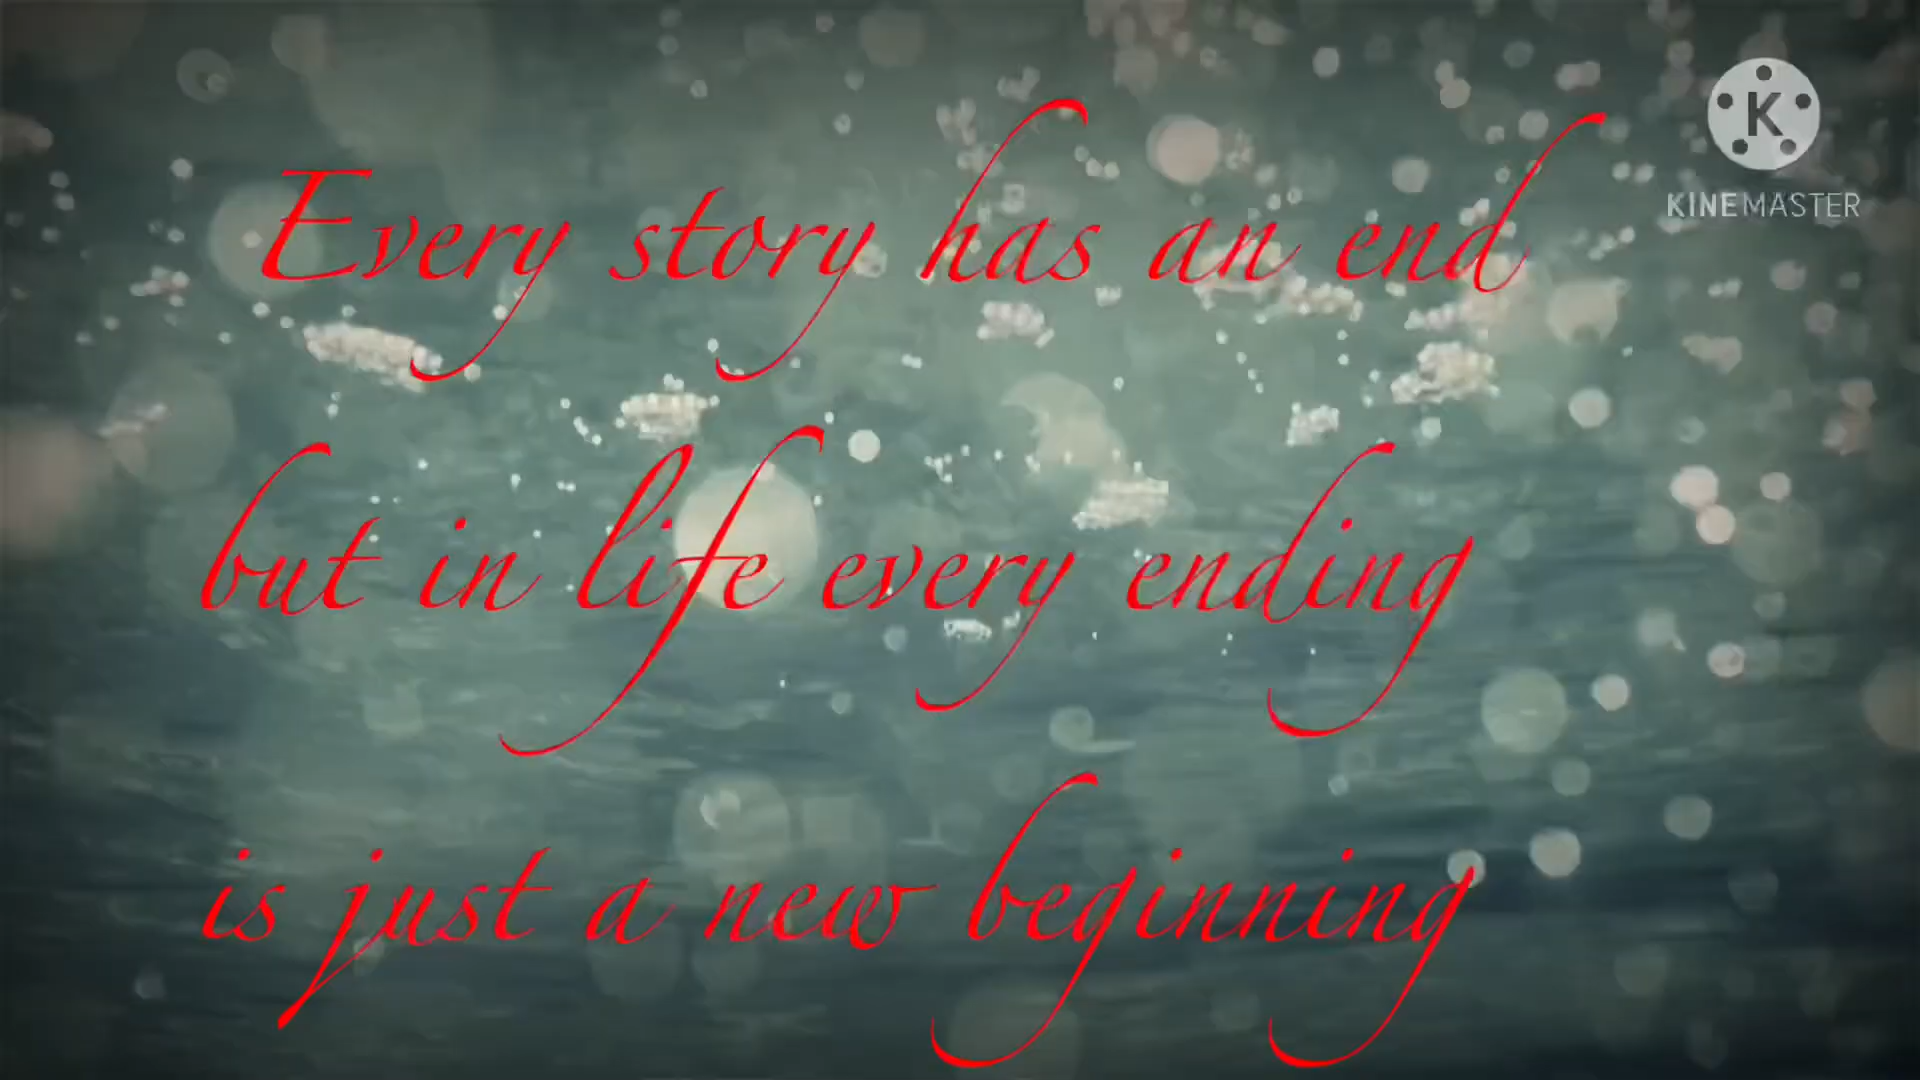 K
KINEMASTER
Every story has an end
but in life every ending
is just a new beginning